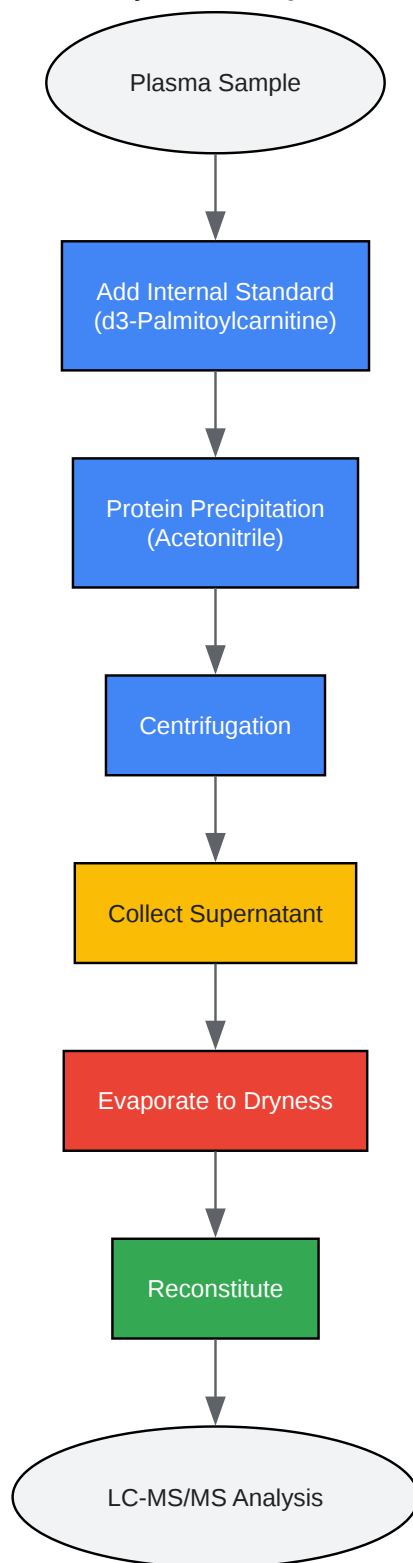 Plasma Sample
Add Internal Standard
(d3-Palmitoylcarnitine)
Protein Precipitation
(Acetonitrile)
Centrifugation
Collect Supernatant
Evaporate to Dryness
Reconstitute
LC-MS/MS Analysis